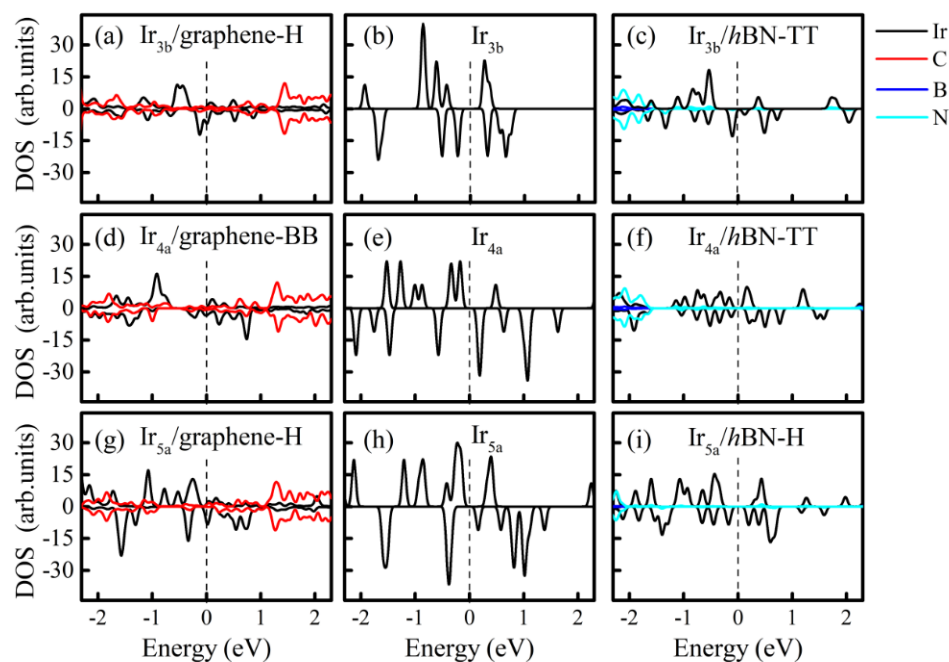 (a) Ir3b/graphene-H
(b) Ir3b
(c) Ir3b/hBN-TT
Ir
C
B
N
DOS (arb.units)
30
15
0
-15
-30
(d) Ir4a/graphene-BB
(e) Ir4a
(f) Ir4a/hBN-TT
DOS (arb.units)
30
15
0
-15
-30
(g) Ir5a/graphene-H
(h) Ir5a
(i) Ir5a/hBN-H
DOS (arb.units)
30
15
0
-15
-30
-2 -1 0 1 2
-2 -1 0 1 2
-2 -1 0 1 2
Energy (eV)
Energy (eV)
Energy (eV)